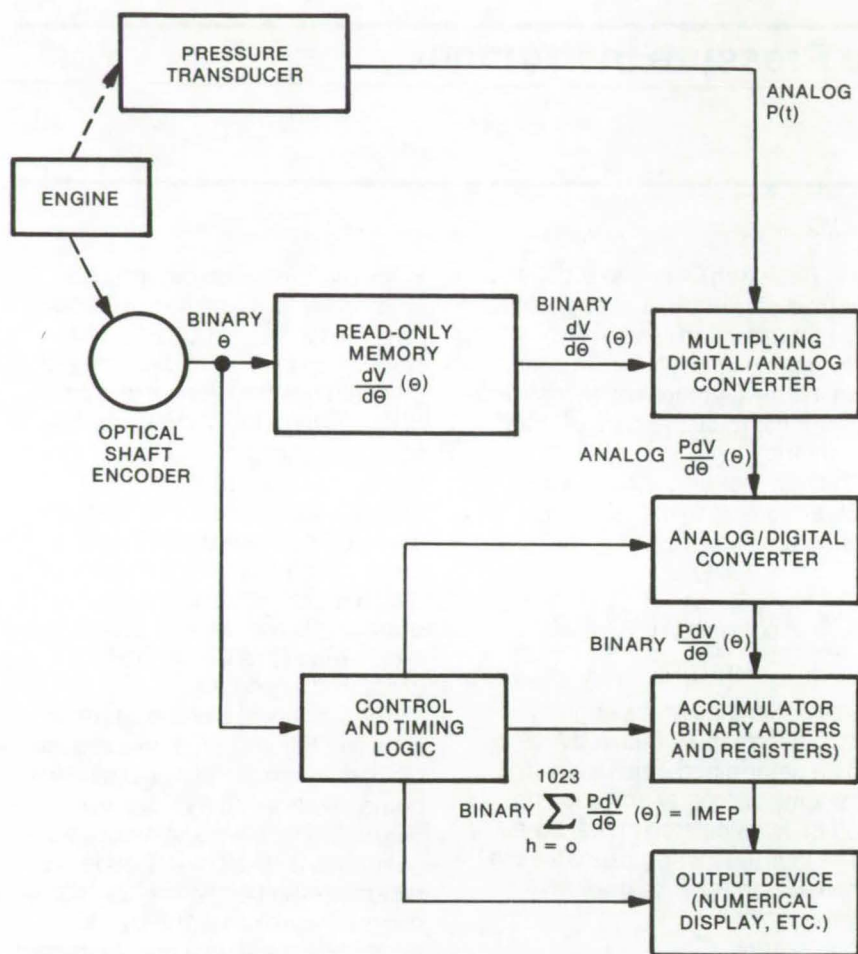 PRESSURE
TRANSDUCER
ANALOG
P(t)
ENGINE
BINARY
θ
READ-ONLY
MEMORY
dV
dθ (θ)
BINARY
dV
dθ (θ)
MULTIPLYING
DIGITAL/ANALOG
CONVERTER
OPTICAL
SHAFT
ENCODER
ANALOG PdV
dθ (θ)
ANALOG/DIGITAL
CONVERTER
BINARY PdV
dθ (θ)
CONTROL
AND TIMING
LOGIC
ACCUMULATOR
(BINARY ADDERS
AND REGISTERS)
1023
BINARY ∑ PdV
dθ (θ) = IMEP
h = o
OUTPUT DEVICE
(NUMERICAL
DISPLAY, ETC.)